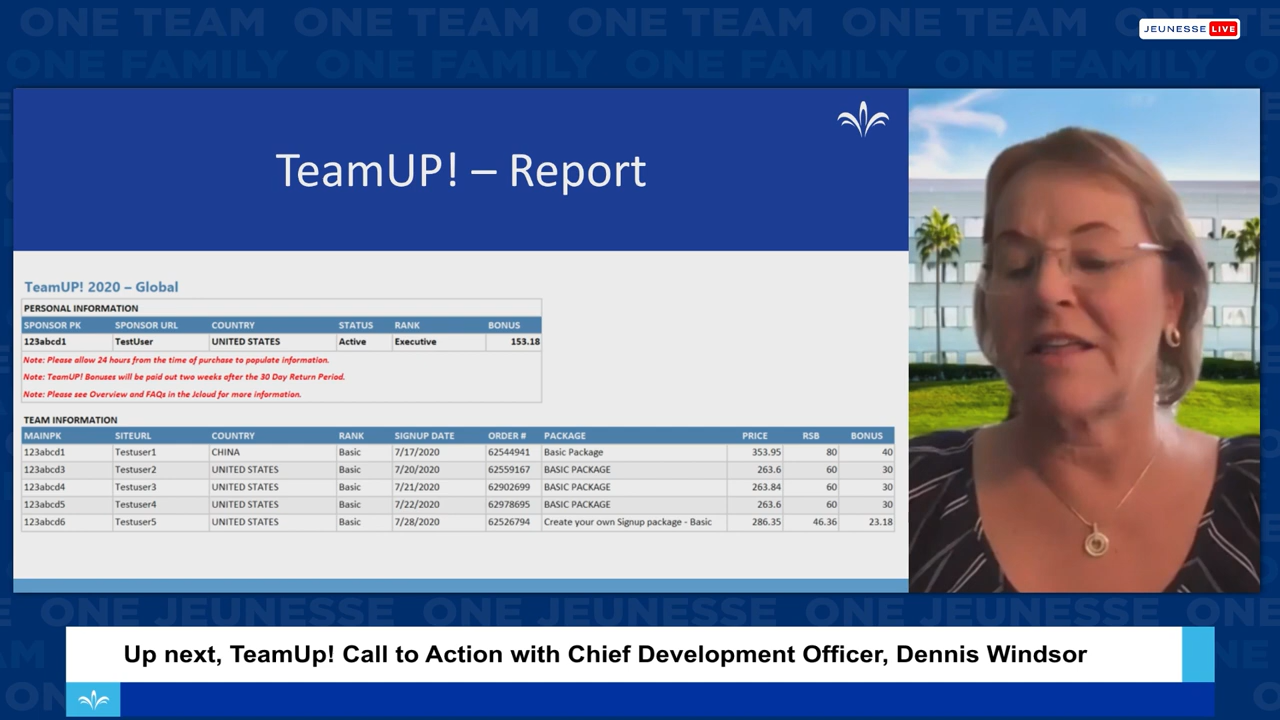 ONE TEAM ONE TEAM ONE TEAM ONE TEAM
JEUNESSE LIVE
ONE FAMILY ONE FAMILY ONE FAMILY ONE FAMILY
TeamUP! – Report
TeamUP! 2020 – Global
PERSONAL INFORMATION
SPONSOR PK SPONSOR URL COUNTRY STATUS RANK BONUS
123abcd1 TestUser UNITED STATES Active Executive 153.18
Note: Please allow 24 hours from the time of purchase to populate information.
Note: TeamUP! Bonuses will be paid out two weeks after the 30 Day Return Period.
Note: Please see Overview and FAQs in the Jcloud for more information.
TEAM INFORMATION
MAINPK SITEURL COUNTRY RANK SIGNUP DATE ORDER # PACKAGE PRICE RSB BONUS
123abcd1 Testuser1 CHINA Basic 7/17/2020 62544941 Basic Package 353.95 80 40
123abcd3 Testuser2 UNITED STATES Basic 7/20/2020 62559167 BASIC PACKAGE 263.6 60 30
123abcd4 Testuser3 UNITED STATES Basic 7/21/2020 62902699 BASIC PACKAGE 263.84 60 30
123abcd5 Testuser4 UNITED STATES Basic 7/22/2020 62978695 BASIC PACKAGE 263.6 60 30
123abcd6 Testuser5 UNITED STATES Basic 7/28/2020 62526794 Create your own Signup package - Basic 286.35 46.36 23.18
ONE JEUNESSE ONE JEUNESSE ONE JEUNESSE ONE
Up next, TeamUp! Call to Action with Chief Development Officer, Dennis Windsor